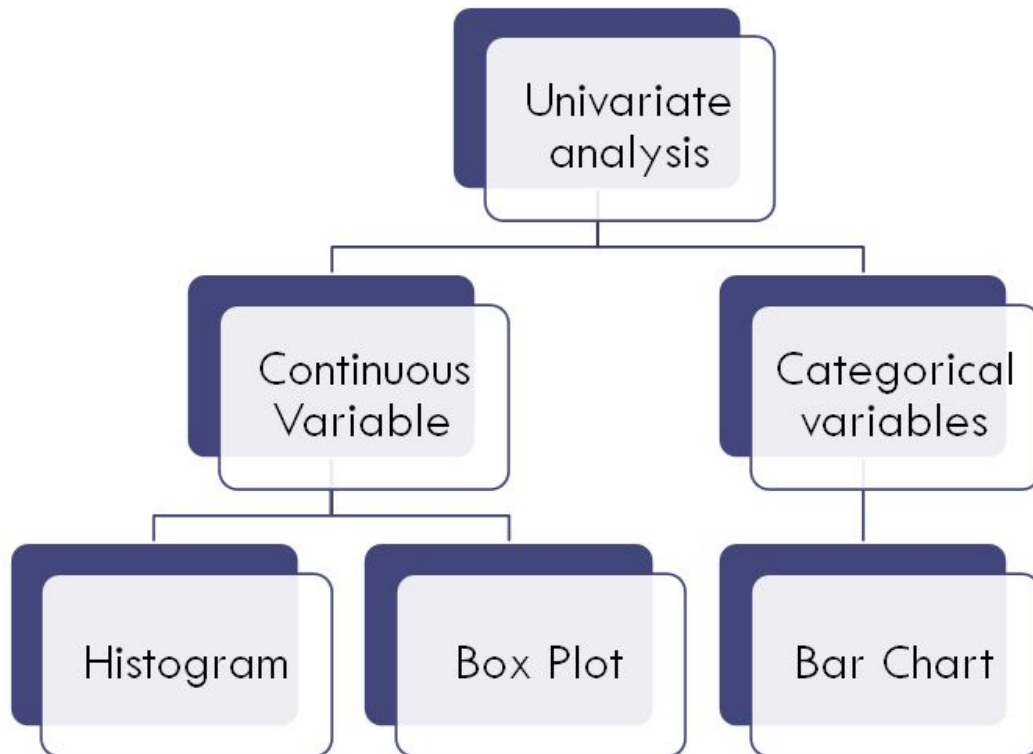 Univariate
analysis
Continuous
Variable
Categorical
variables
Histogram
Box Plot
Bar Chart